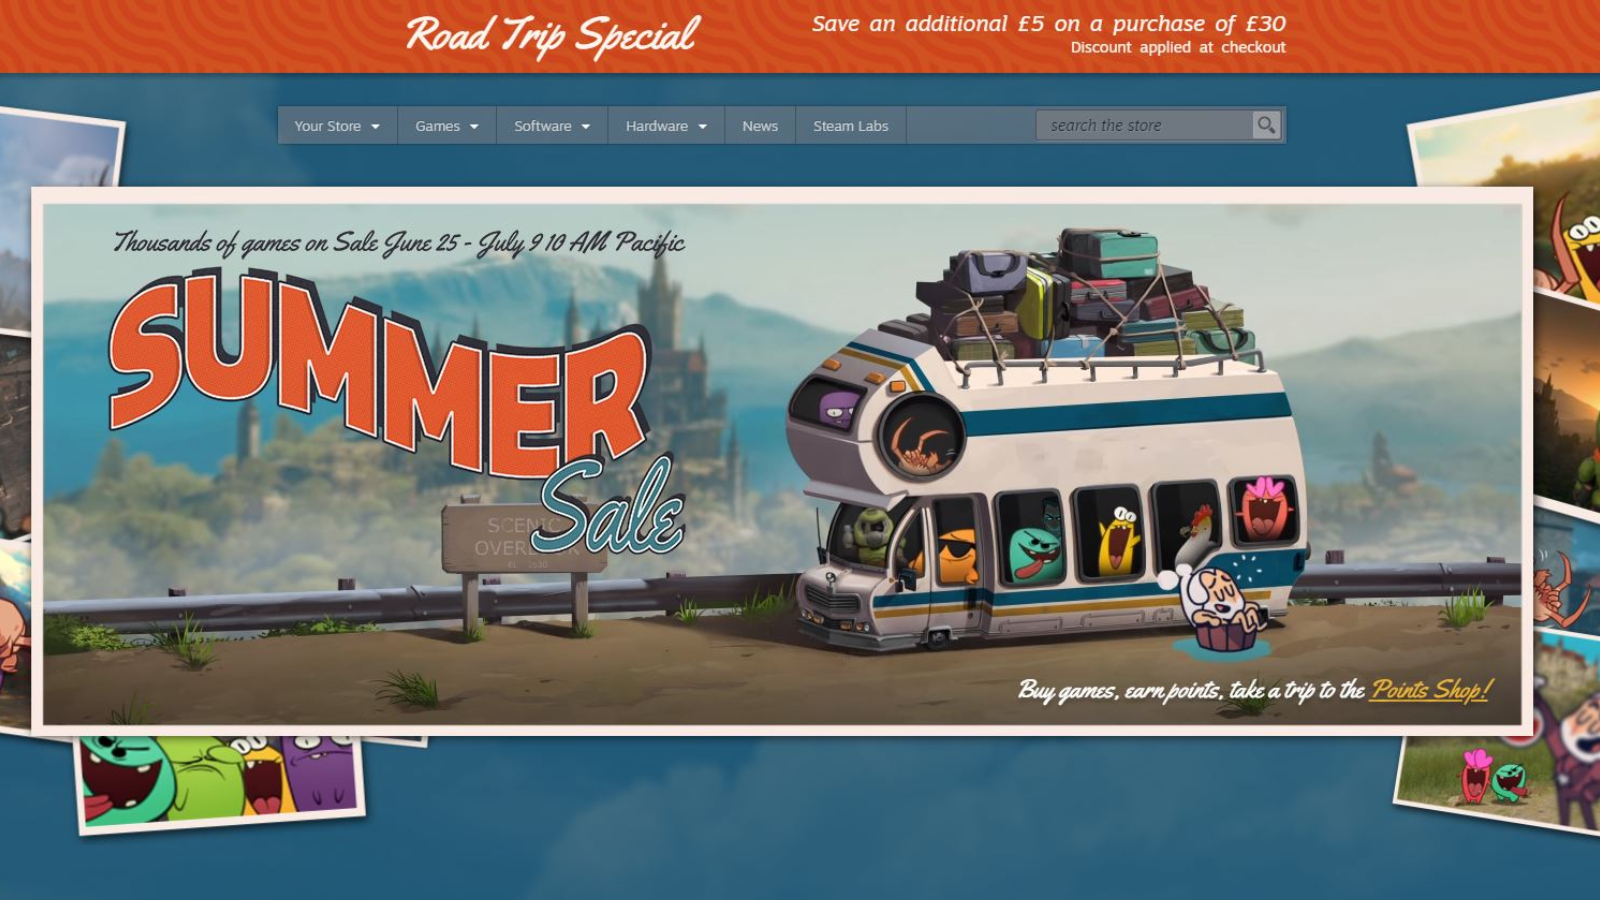 Road Trip Special
Save an additional £5 on a purchase of £30
Discount applied at checkout
Your Store
Games
Software
Hardware
News
Steam Labs
search the store
Thousands of games on Sale June 25 - July 9 10 AM Pacific
SUMMER
Sale
SCENIC
Buy games, earn points, take a trip to the Points Shop!